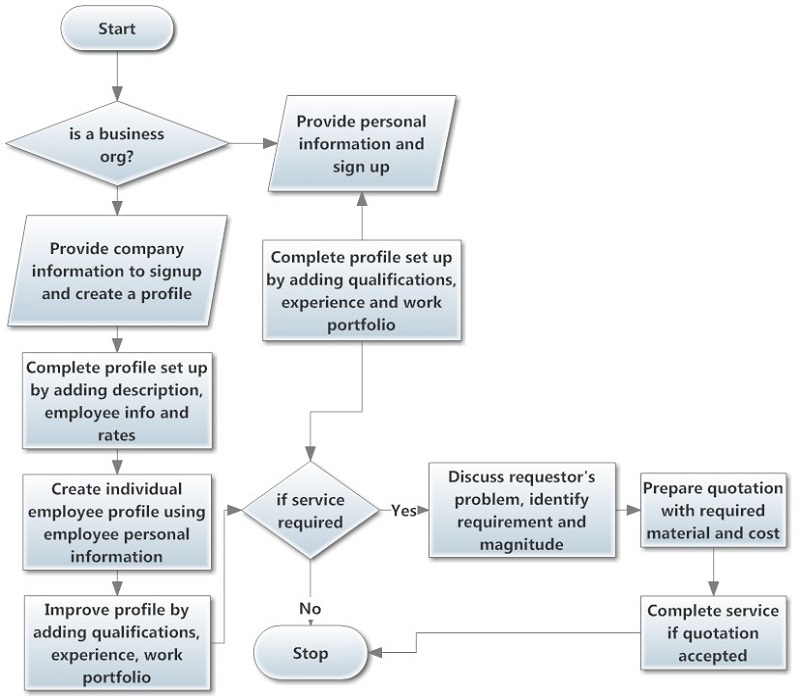 Start
is a business
org?
Provide personal
information and
sign up
Provide company
information to signup
and create a profile
Complete profile set up
by adding qualifications,
experience and work
portfolio
Complete profile set up
by adding description,
employee info and
rates
Create individual
employee profile using
employee personal
information
Improve profile by
adding qualifications,
experience, work
portfolio
if service
required
Yes
Discuss requestor's
problem, identify
requirement and
magnitude
Prepare quotation
with required
material and cost
No
Stop
Complete service
if quotation
accepted